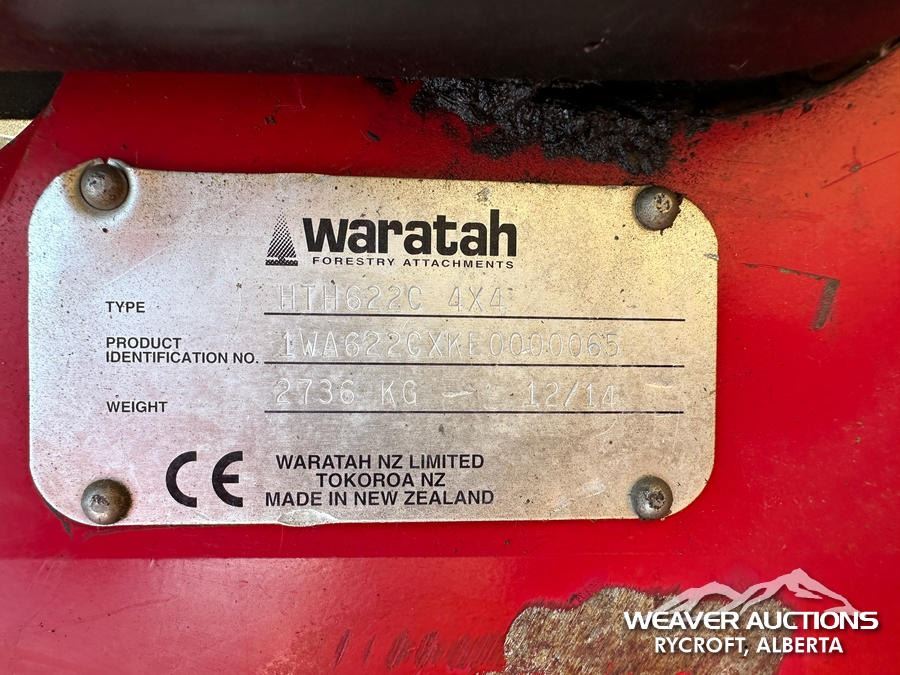 waratah
FORESTRY ATTACHMENTS
TYPE HTH622C 4X4
PRODUCT
IDENTIFICATION NO. 1WA622CXKE0000065
WEIGHT 2736 KG - 12/14
CE
WARATAH NZ LIMITED
TOKOROA NZ
MADE IN NEW ZEALAND
WEAVER AUCTIONS
RYCROFT, ALBERTA